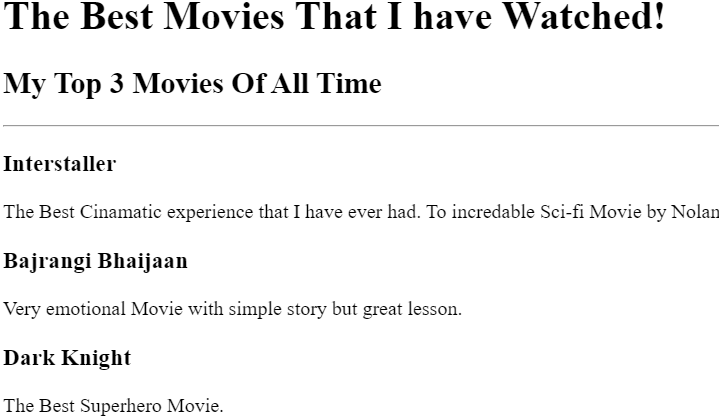 The Best Movies That I have Watched!
My Top 3 Movies Of All Time
Interstaller
The Best Cinamatic experience that I have ever had. To incredable Sci-fi Movie by Nolan
Bajrangi Bhaijaan
Very emotional Movie with simple story but great lesson.
Dark Knight
The Best Superhero Movie.